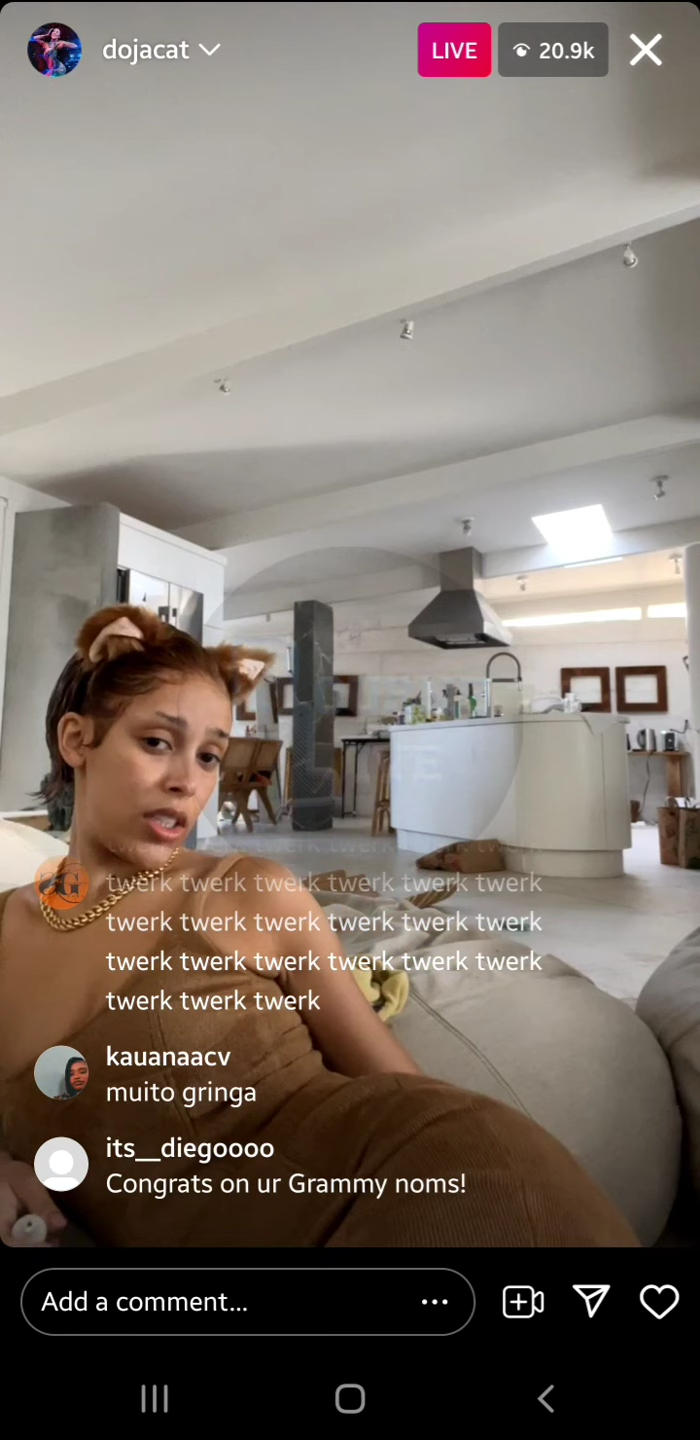 dojacat
LIVE
20.9k
twerk twerk twerk twerk twerk twerk
twerk twerk twerk twerk twerk twerk
twerk twerk twerk twerk twerk twerk
twerk twerk twerk
kauanaacv
muito gringa
its__diegoooo
Congrats on ur Grammy noms!
Add a comment...